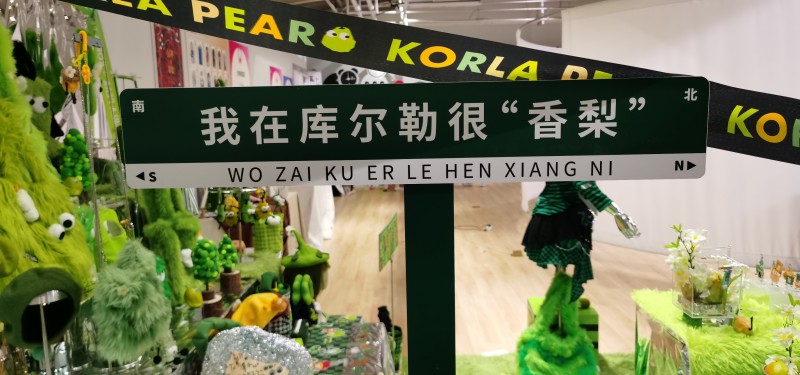 LA PEAR KORLA PE
KO
南 北
我在库尔勒很“香梨”
S WO ZAI KU ER LE HEN XIANG NI N